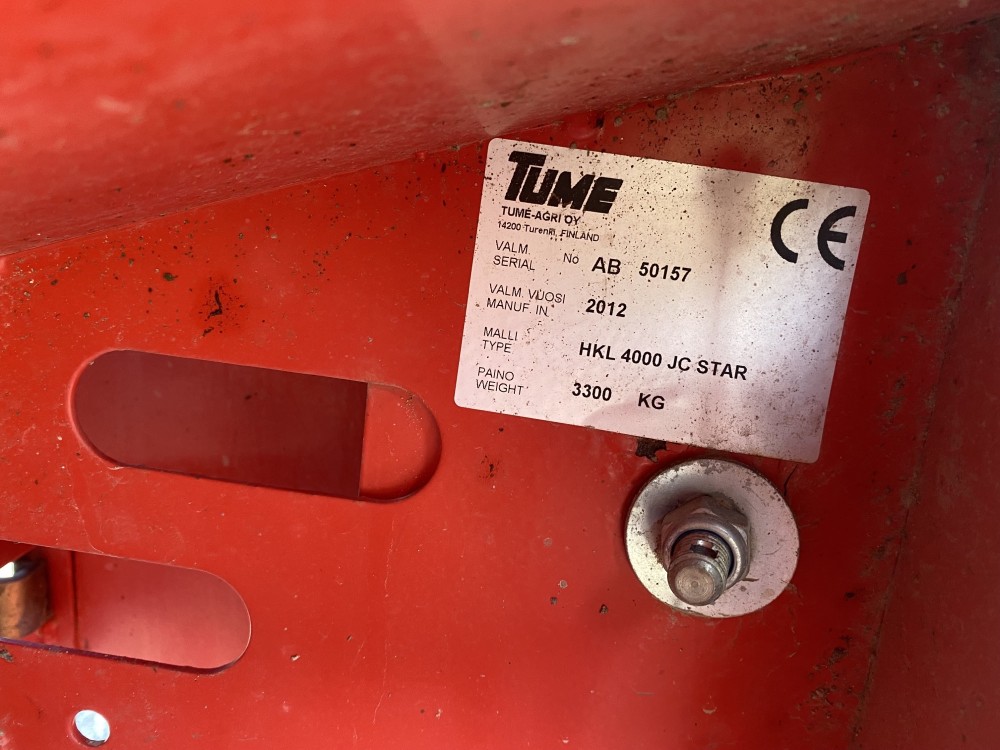 TUME
TUME-AGRI OY
14200 Turenki, FINLAND
CE
VALM. No AB 50157
SERIAL
VALM. VUOSI 2012
MANUF. IN.
MALLI
TYPE HKL 4000 JC STAR
PAINO 3300 KG
WEIGHT